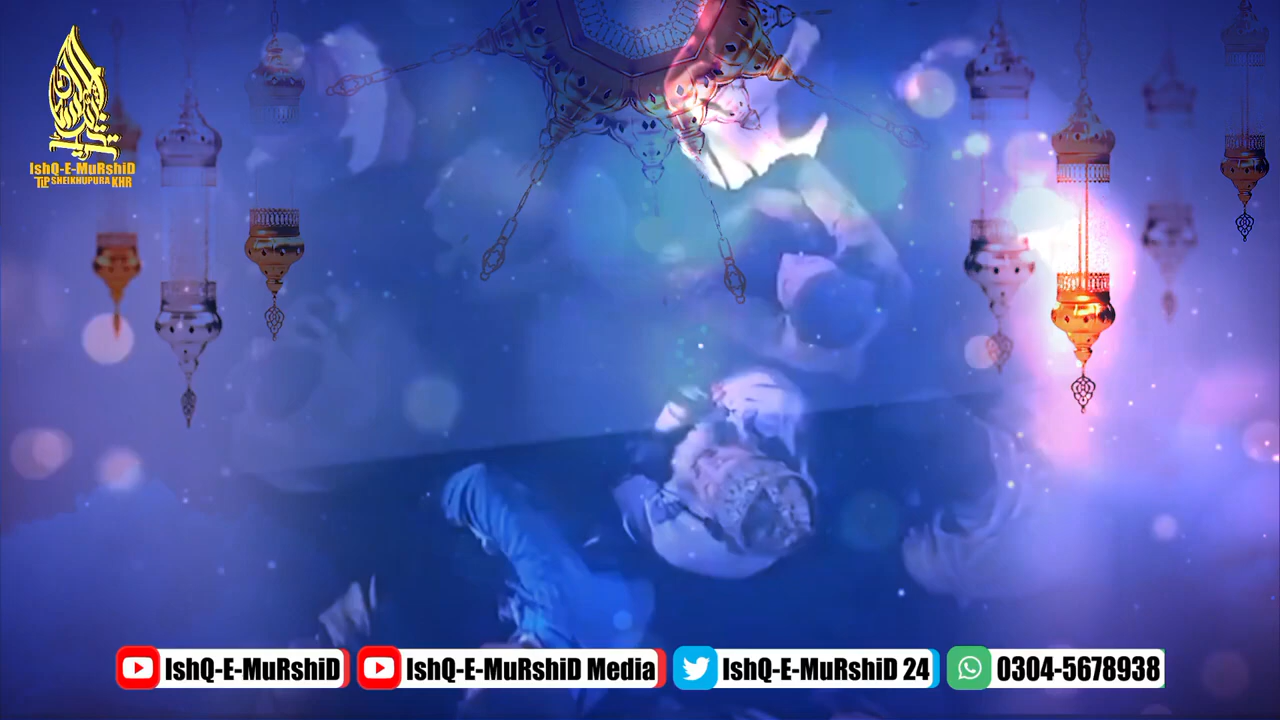 IshQ-E-MuRshiD
TLP SHEIKHUPURA KHR
IshQ-E-MuRshiD
IshQ-E-MuRshiD Media
IshQ-E-MuRshiD 24
0304-5678938